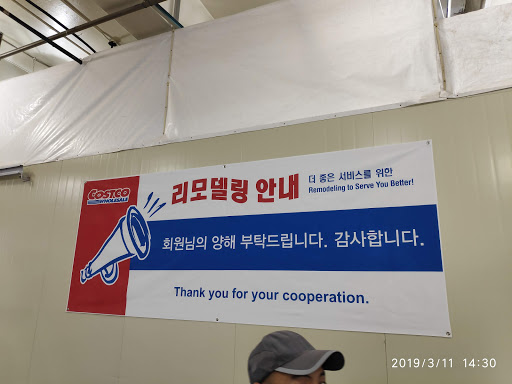 COSTCO
WHOLESALE
리모델링 안내
더 좋은 서비스를 위한
Remodeling to Serve You Better!
회원님의 양해 부탁드립니다. 감사합니다.
Thank you for your cooperation.
2019/3/11 14:30